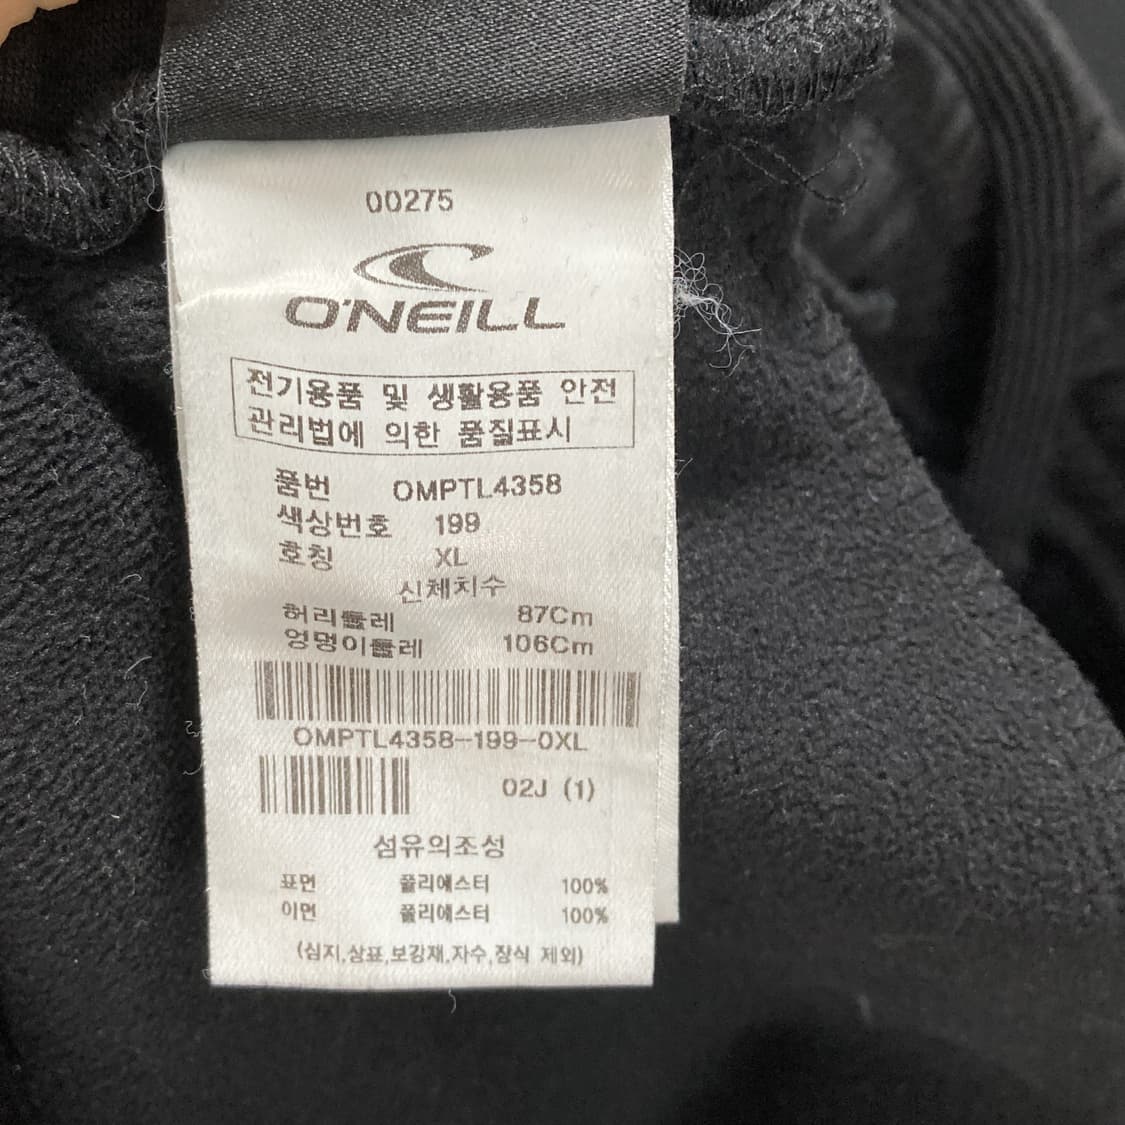 00275
O'NEILL
전기용품 및 생활용품 안전
관리법에 의한 품질표시
품번 OMPTL4358
색상번호 199
호칭 XL
신체치수
허리둘레 87Cm
엉덩이둘레 106Cm
OMPTL4358-199-0XL
02J (1)
섬유의조성
표면 폴리에스터 100%
이면 폴리에스터 100%
(심지,상표,보강재,자수,장식 제외)